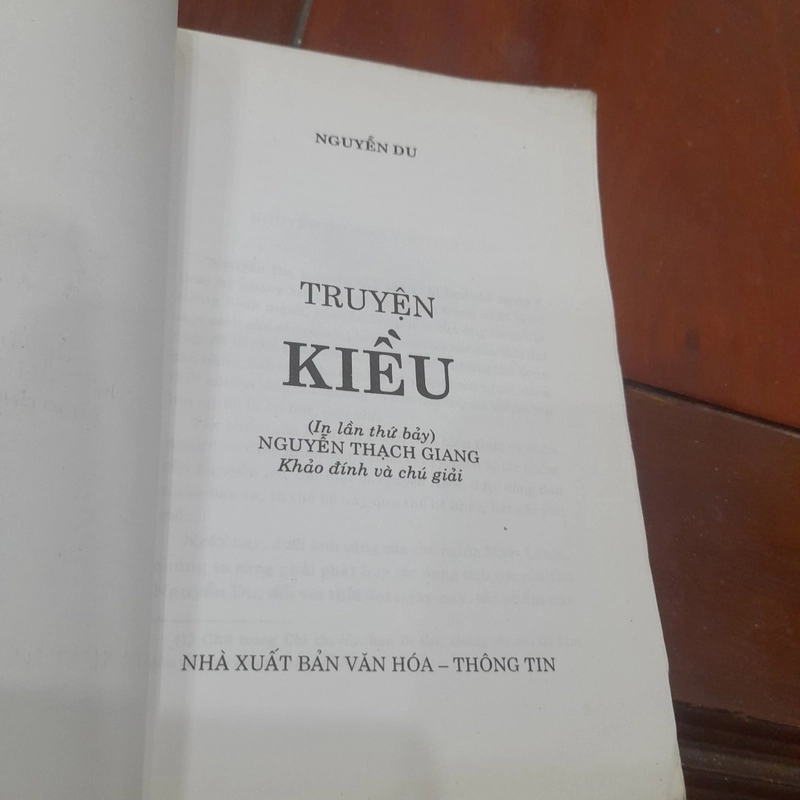 NGUYỄN DU
TRUYỆN
KIỀU
(In lần thứ bảy)
NGUYỄN THẠCH GIANG
Khảo đính và chú giải
NHÀ XUẤT BẢN VĂN HÓA – THÔNG TIN